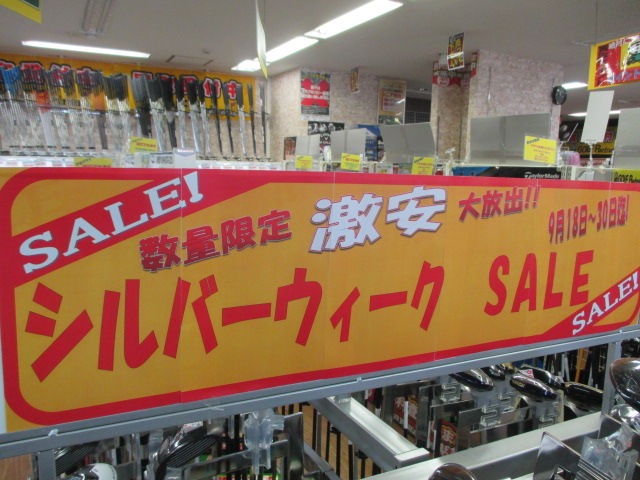 SALE!
数量限定 激安 大放出!!
9月18日~30日迄!
シルバーウィーク SALE
SALE!
TaylorMade